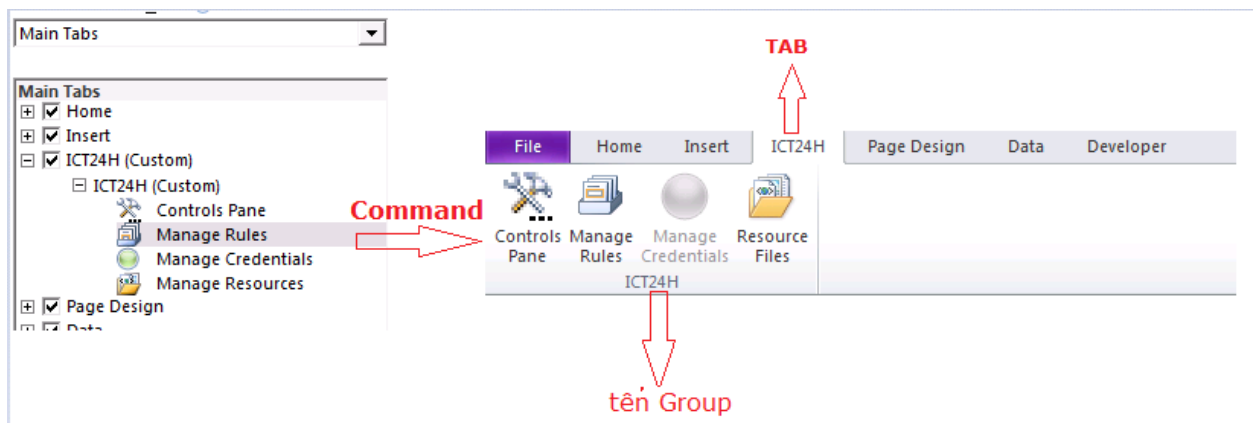 Main Tabs
Main Tabs
Home
Insert
ICT24H (Custom)
ICT24H (Custom)
Controls Pane
Manage Rules
Manage Credentials
Manage Resources
Page Design
Data
Command
TAB
File Home Insert ICT24H Page Design Data Developer
Controls Pane
Manage Rules
Manage Credentials
Resource Files
ICT24H
tên Group